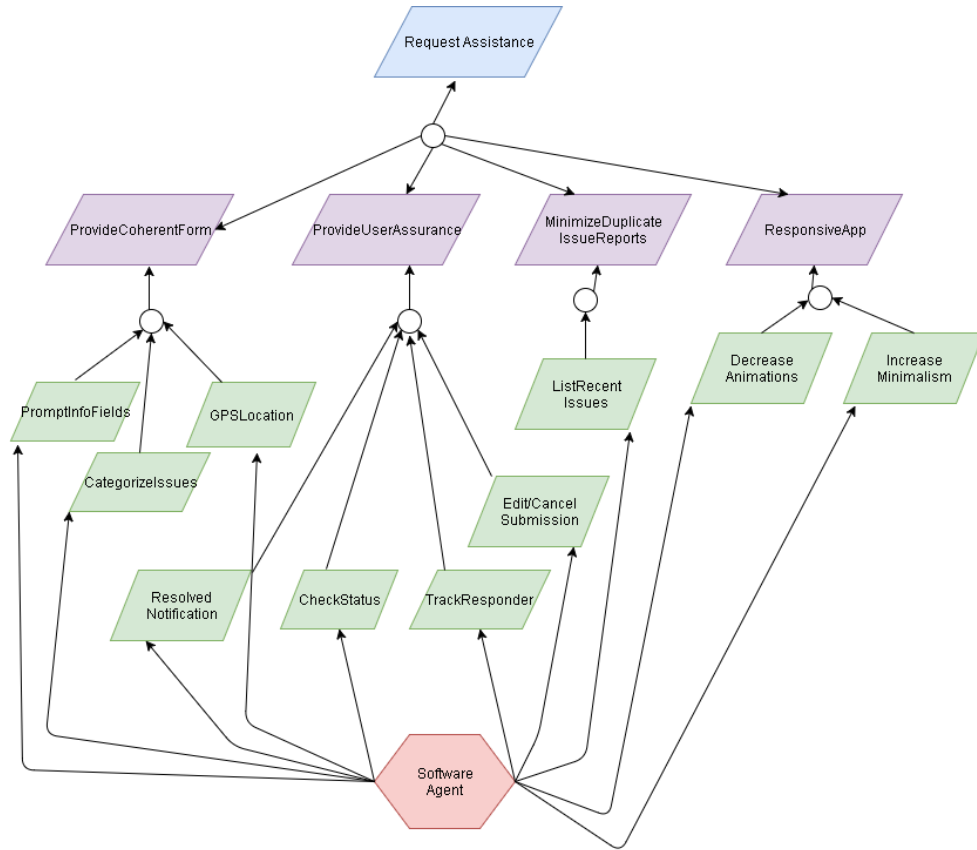 Request Assistance
ProvideCoherentForm
ProvideUserAssurance
MinimizeDuplicate
IssueReports
ResponsiveApp
PromptInfoFields
CategorizeIssues
GPSLocation
ListRecent
Issues
Decrease
Animations
Increase
Minimalism
Edit/Cancel
Submission
Resolved
Notification
CheckStatus
TrackResponder
Software
Agent